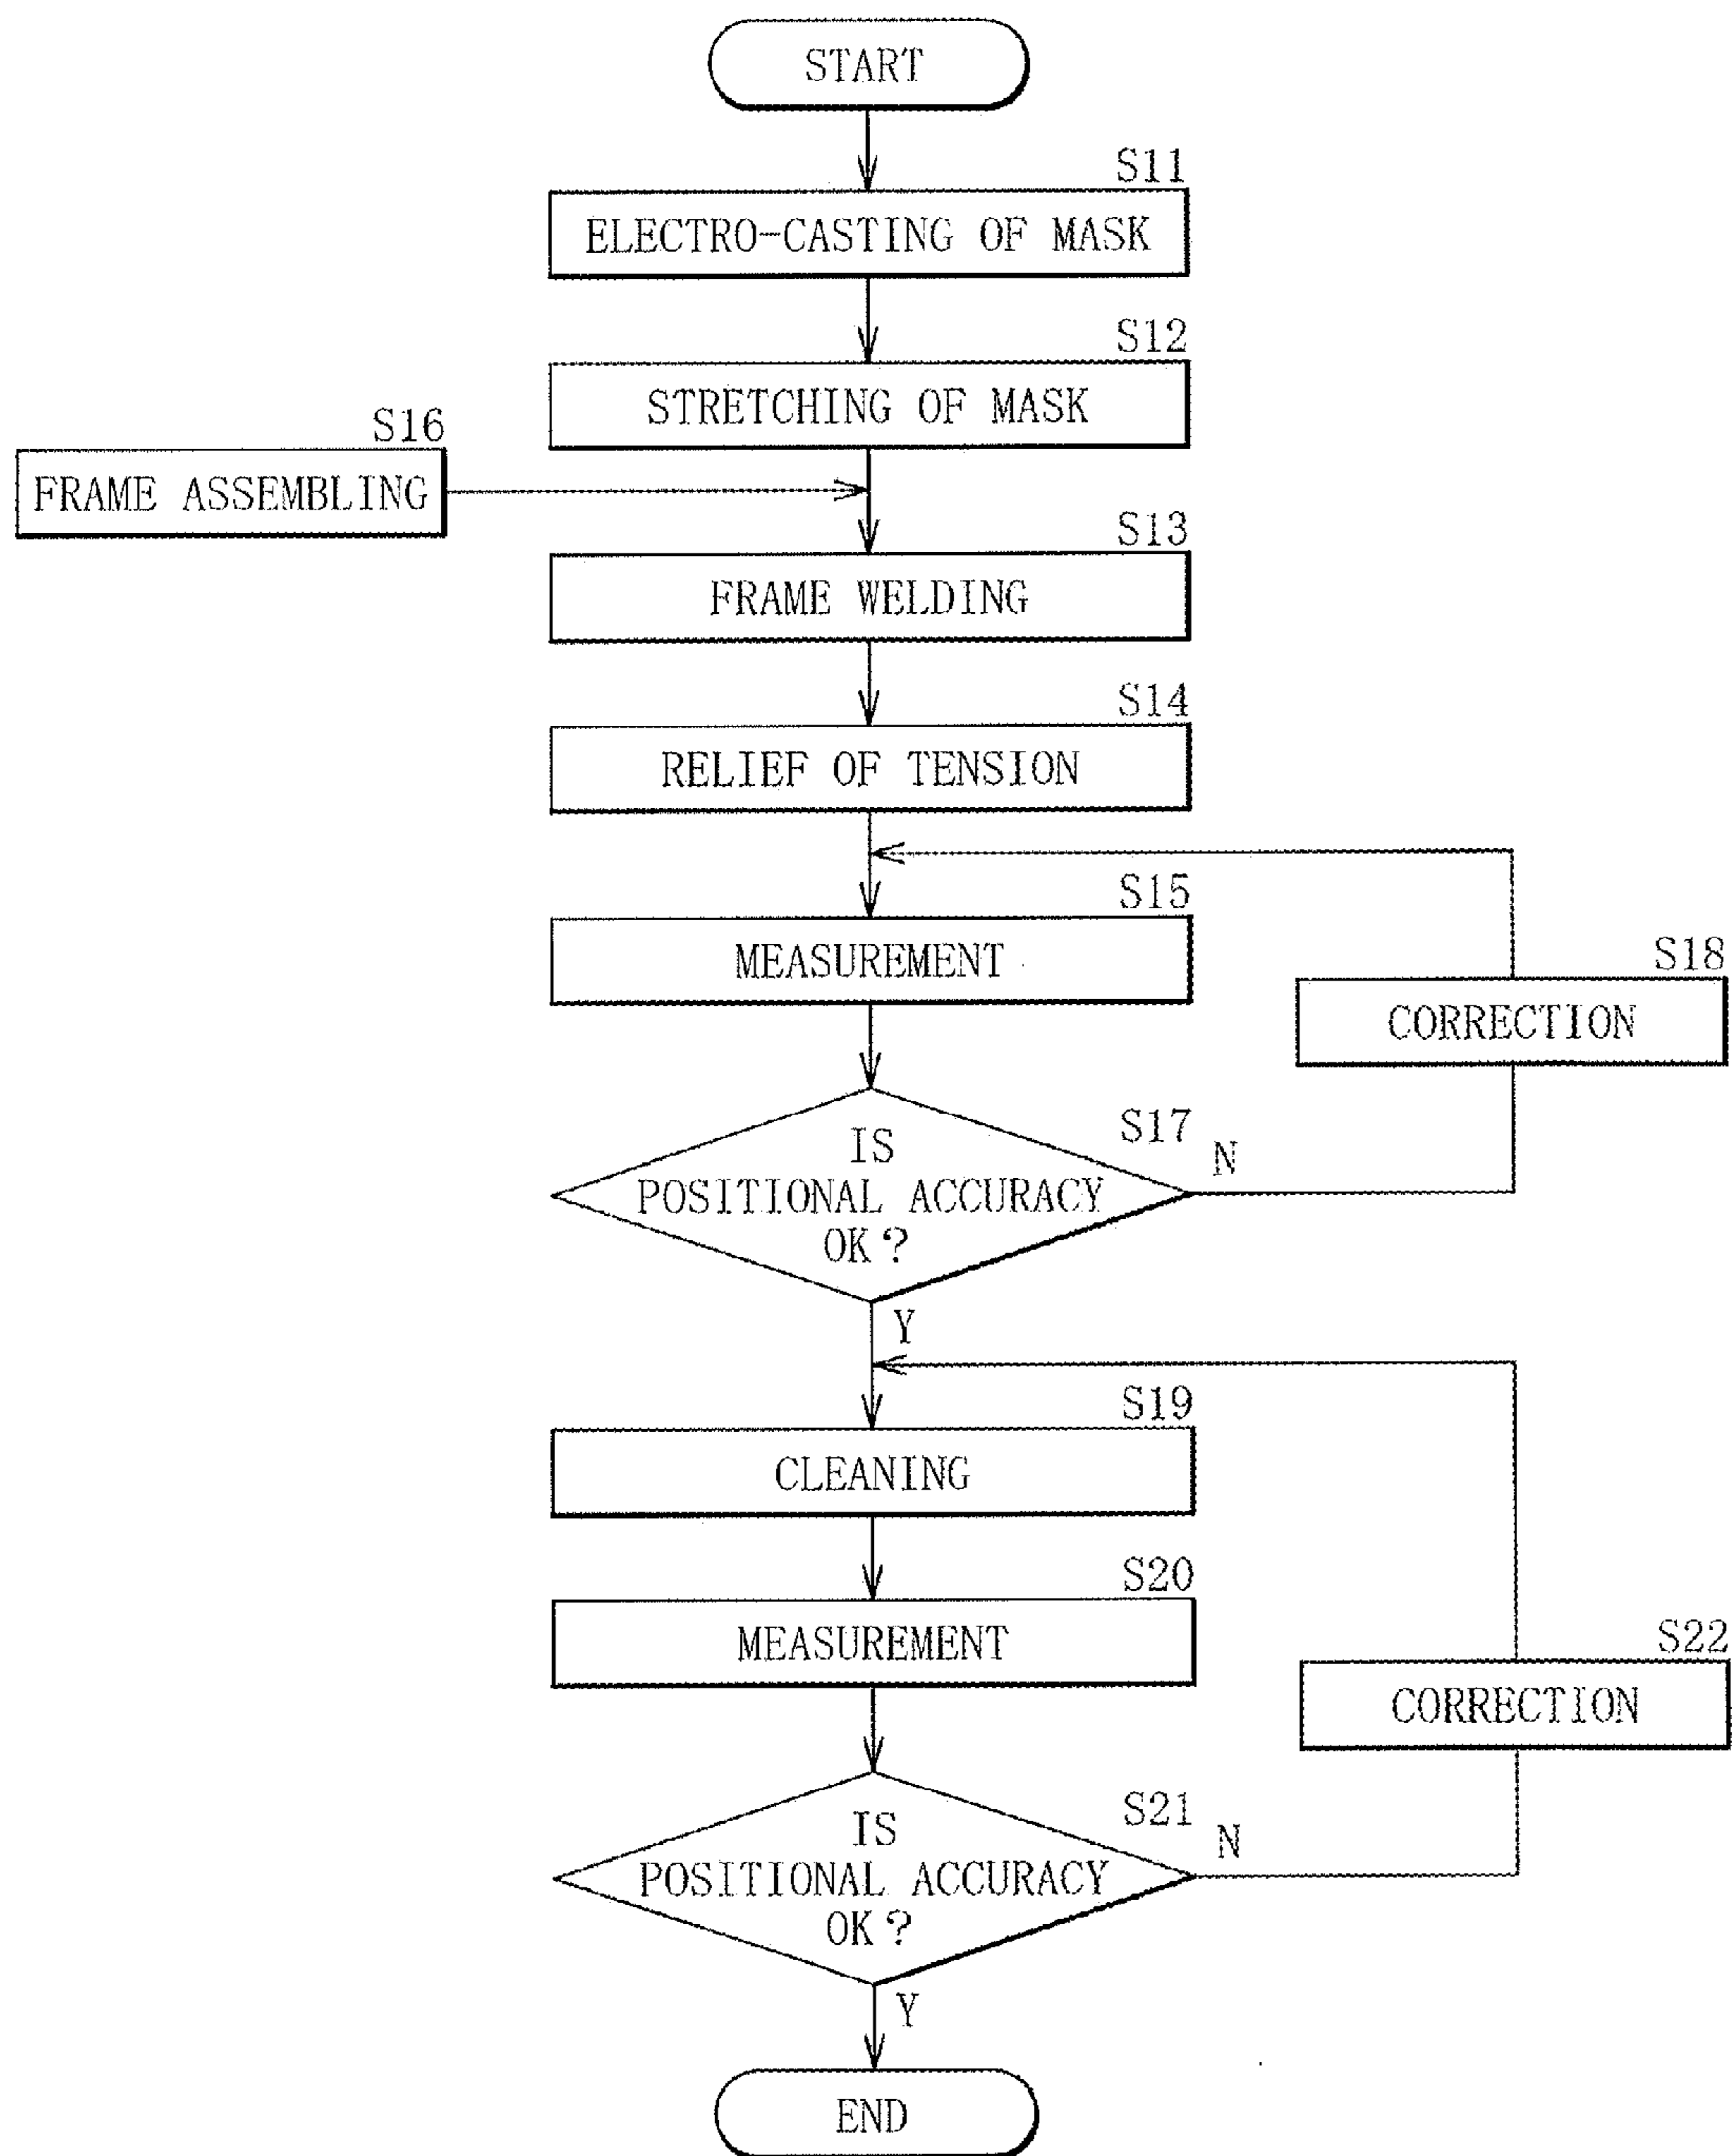 START
S11
ELECTRO-CASTING OF MASK
S12
STRETCHING OF MASK
S16
FRAME ASSEMBLING
S13
FRAME WELDING
S14
RELIEF OF TENSION
S15
MEASUREMENT
S18
CORRECTION
S17
IS
POSITIONAL ACCURACY
OK?
N
Y
S19
CLEANING
S20
MEASUREMENT
S22
CORRECTION
S21
IS
POSITIONAL ACCURACY
OK?
N
Y
END